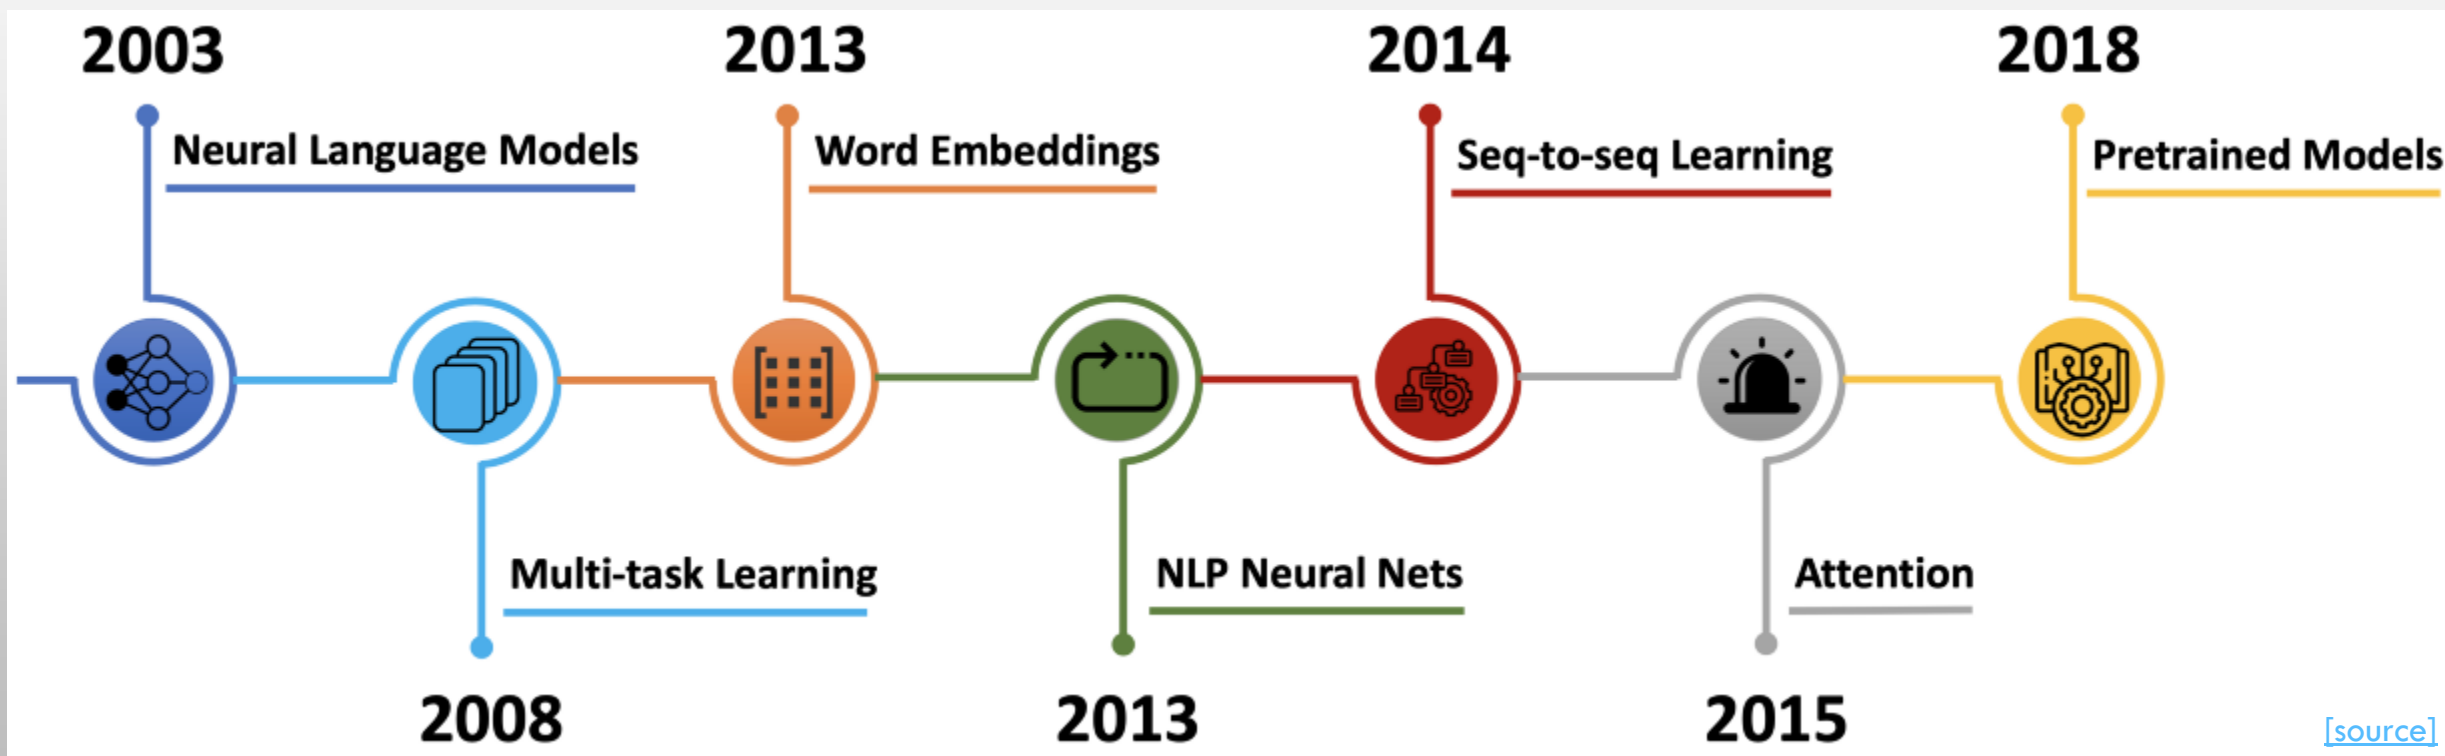 2003
Neural Language Models
2008
Multi-task Learning
2013
Word Embeddings
2013
NLP Neural Nets
2014
Seq-to-seq Learning
2015
Attention
2018
Pretrained Models
[source]